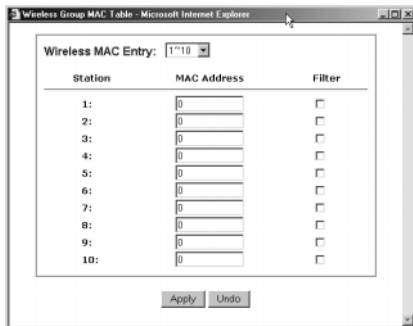 Wireless Group MAC Table - Microsoft Internet Explorer
Wireless MAC Entry: 1~10
Station MAC Address Filter
1: 0
2: 0
3: 0
4: 0
5: 0
6: 0
7: 0
8: 0
9: 0
10: 0
Apply Undo